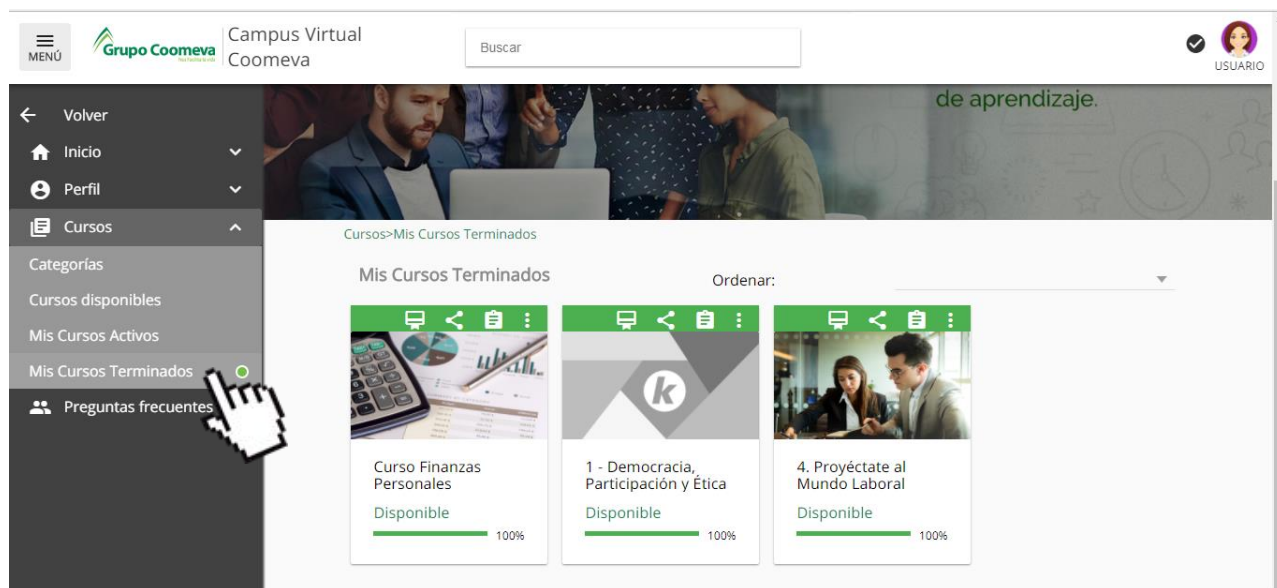 MENÚ
Grupo Coomeva
Campus Virtual
Coomeva
Buscar
USUARIO
de aprendizaje.
Volver
Inicio
Perfil
Cursos
Categorías
Cursos disponibles
Mis Cursos Activos
Mis Cursos Terminados
Preguntas frecuentes
Cursos>Mis Cursos Terminados
Mis Cursos Terminados
Ordenar:
k
Curso Finanzas
Personales
Disponible
100%
1 - Democracia,
Participación y Ética
Disponible
100%
4. Proyéctate al
Mundo Laboral
Disponible
100%